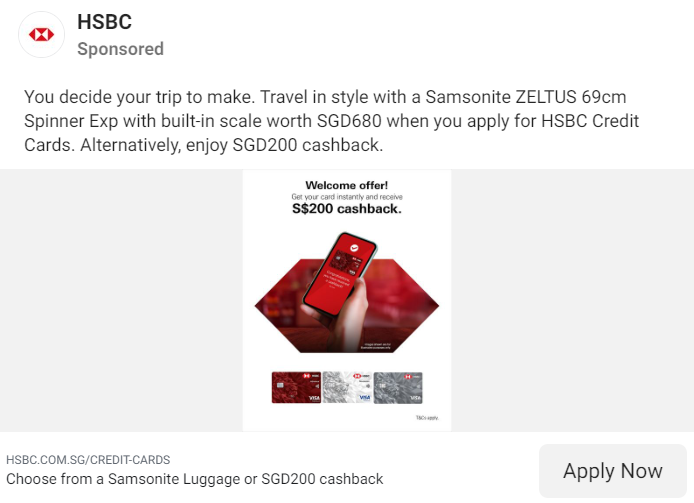 HSBC
Sponsored
You decide your trip to make. Travel in style with a Samsonite ZELTUS 69cm
Spinner Exp with built-in scale worth SGD680 when you apply for HSBC Credit
Cards. Alternatively, enjoy SGD200 cashback.
Welcome offer!
Get your card instantly and receive
S$200 cashback.
VISA
VISA
VISA
T&Cs apply.
HSBC.COM.SG/CREDIT-CARDS
Choose from a Samsonite Luggage or SGD200 cashback
Apply Now